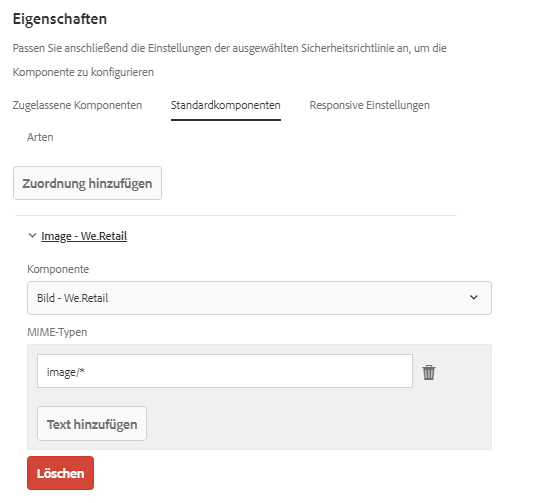 Eigenschaften
Passen Sie anschließend die Einstellungen der ausgewählten Sicherheitsrichtlinie an, um die
Komponente zu konfigurieren
Zugelassene Komponenten Standardkomponenten Responsive Einstellungen
Arten
Zuordnung hinzufügen
Image - We.Retail
Komponente
Bild - We.Retail
MIME-Typen
image/*
Text hinzufügen
Löschen